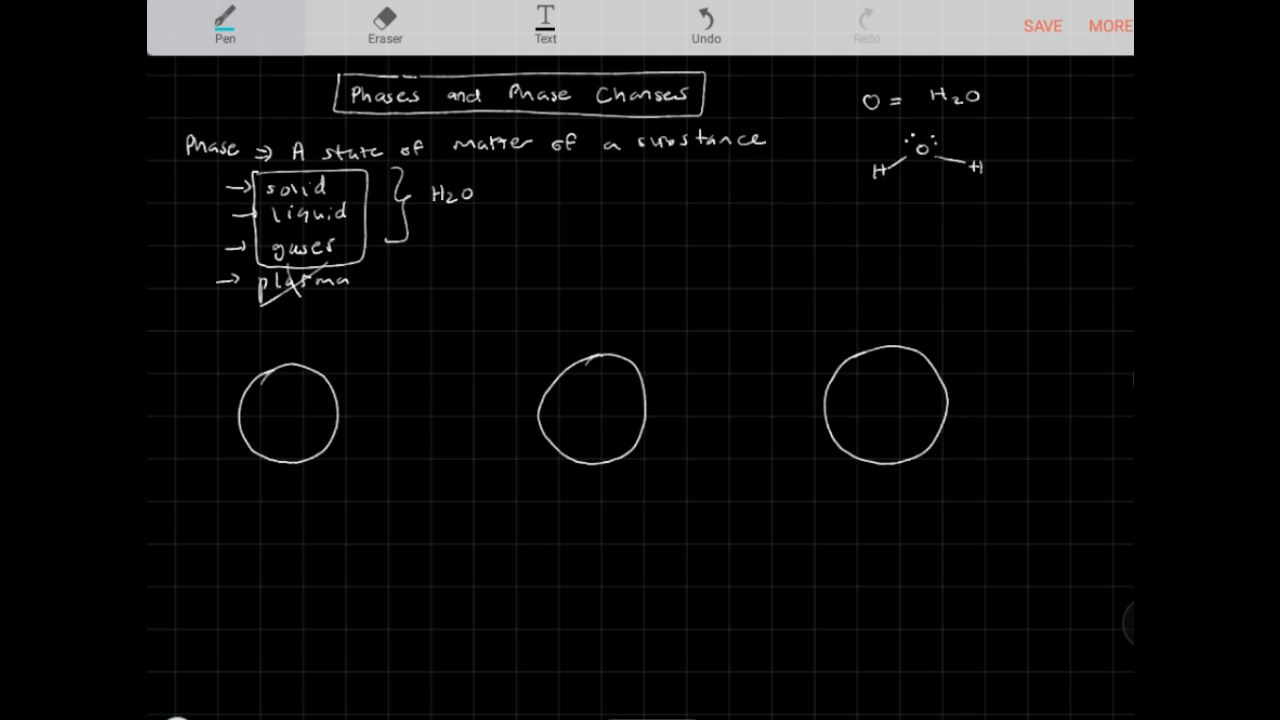 Pen Eraser Text Undo Redo SAVE MORE
Phases and Phase Changes
O = H₂O
Phase => A state of matter of a substance
:O:
H H
→ solid
H₂O
→ liquid
→ gases
→ plasma